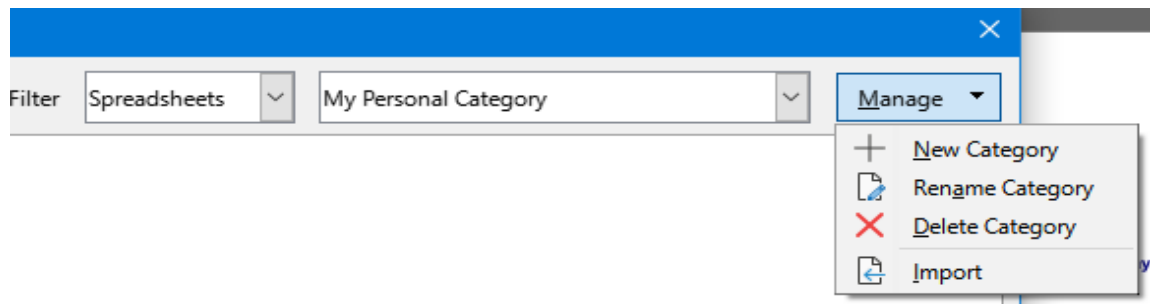 Filter Spreadsheets My Personal Category Manage
New Category
Rename Category
Delete Category
Import